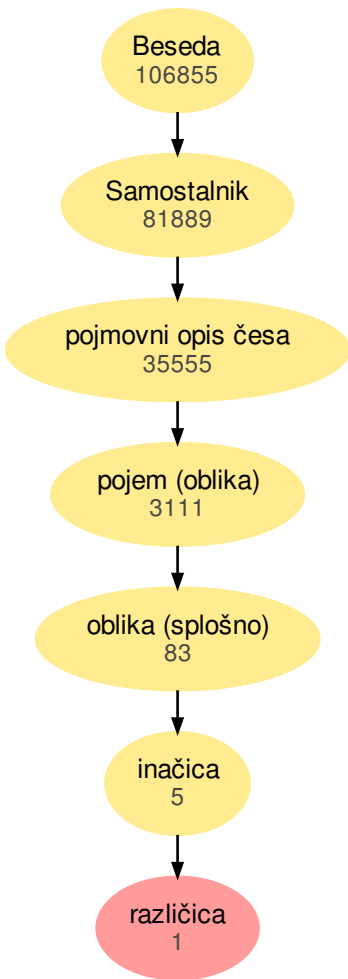 Beseda
106855
Samostalnik
81889
pojmovni opis česa
35555
pojem (oblika)
3111
oblika (splošno)
83
inačica
5
različica
1